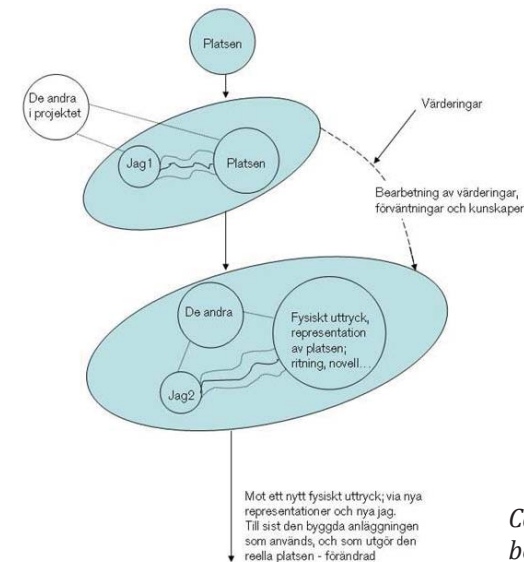 Platsen
De andra
i projektet
Jag1
Platsen
Värderingar
Bearbetning av värderingar,
förväntningar och kunskaper
De andra
Fysiskt uttryck,
representation
av platsen;
ritning, novell...
Jag2
Mot ett nytt fysiskt uttryck; via nya
representationer och nya jag.
Till sist den byggda anläggningen
som används, och som utgör den
reella platsen - förändrad